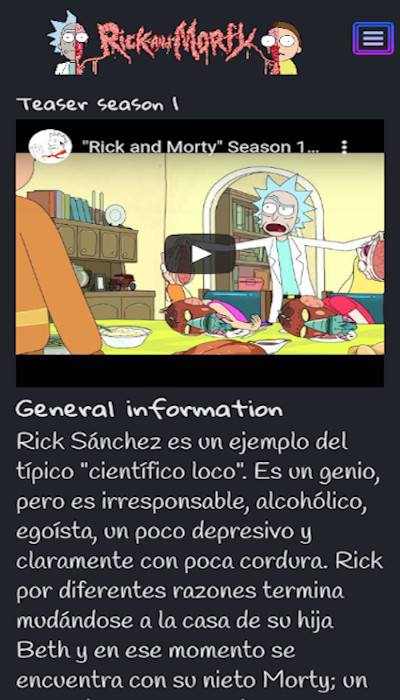 Rick and Morty
Teaser season 1
"Rick and Morty" Season 1...
General information
Rick Sánchez es un ejemplo del
típico "científico loco". Es un genio,
pero es irresponsable, alcohólico,
egoísta, un poco depresivo y
claramente con poca cordura. Rick
por diferentes razones termina
mudándose a la casa de su hija
Beth y en ese momento se
encuentra con su nieto Morty; un